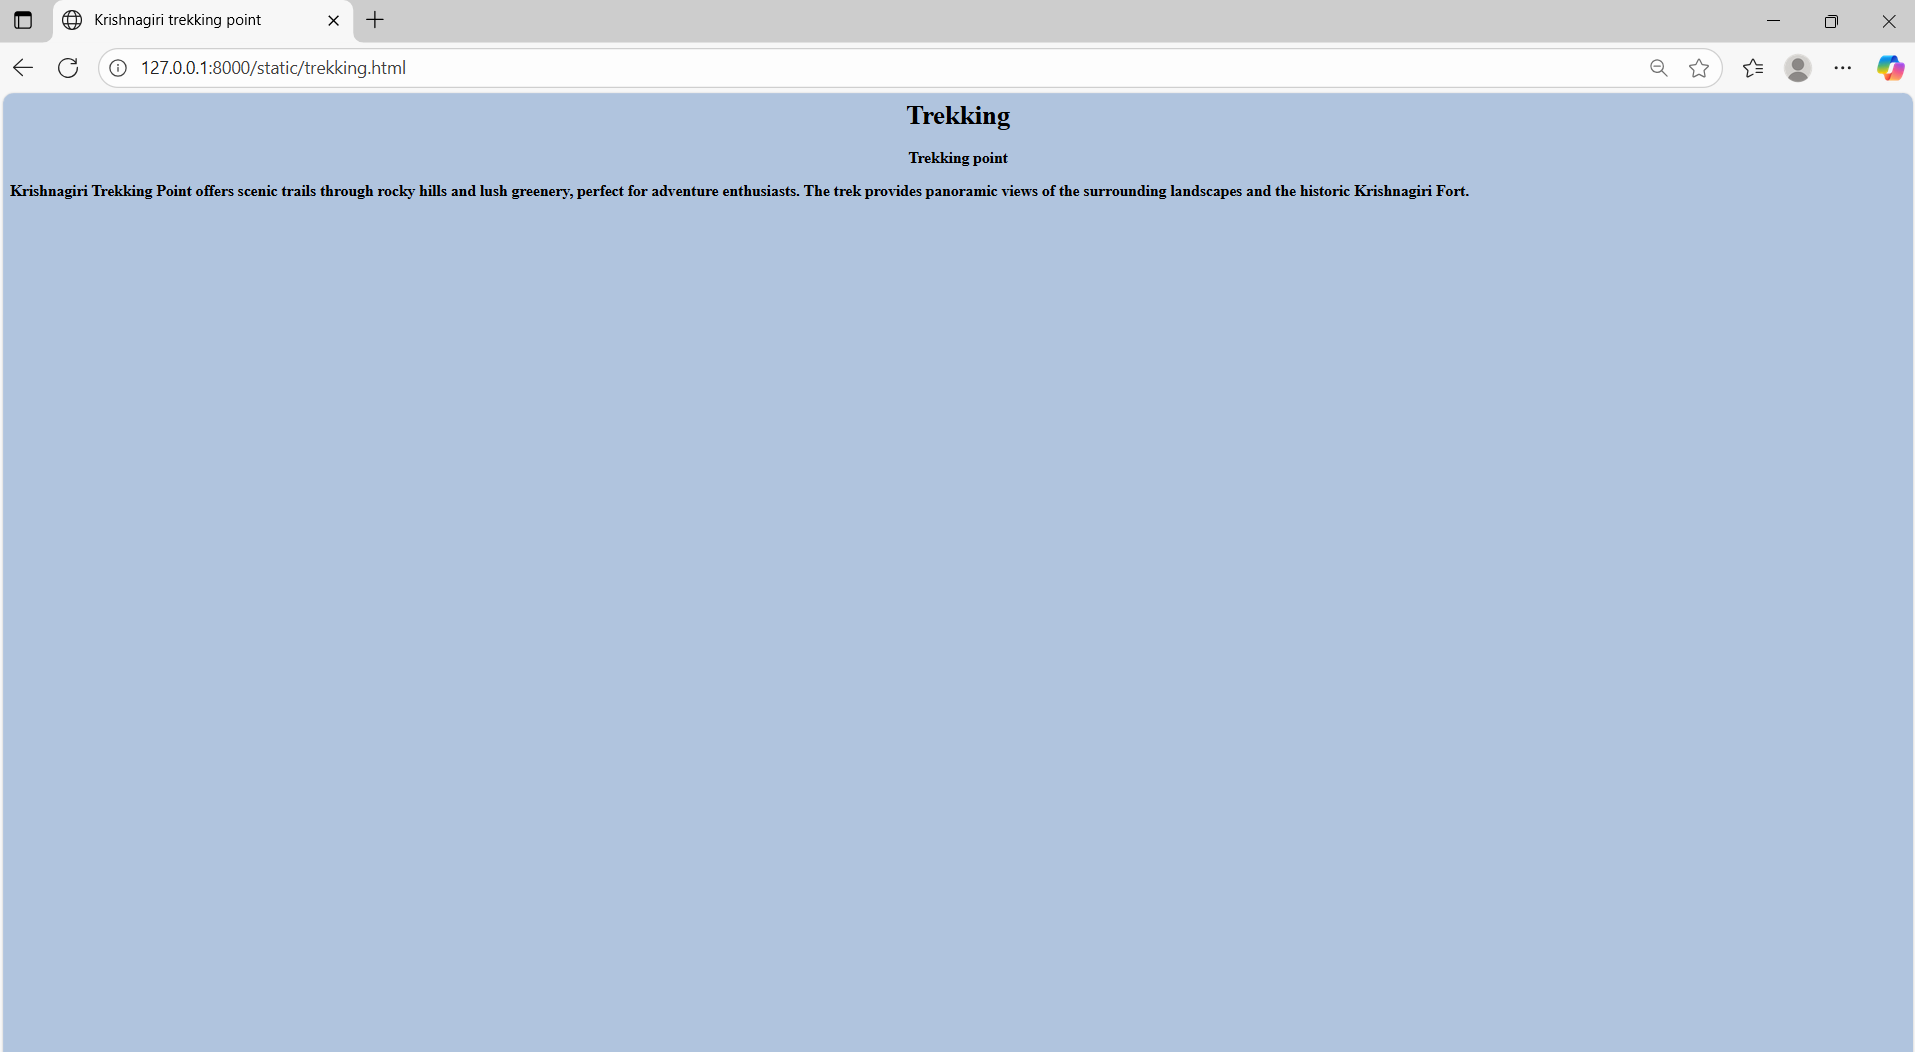 Krishnagiri trekking point
127.0.0.1:8000/static/trekking.html
Trekking
Trekking point
Krishnagiri Trekking Point offers scenic trails through rocky hills and lush greenery, perfect for adventure enthusiasts. The trek provides panoramic views of the surrounding landscapes and the historic Krishnagiri Fort.